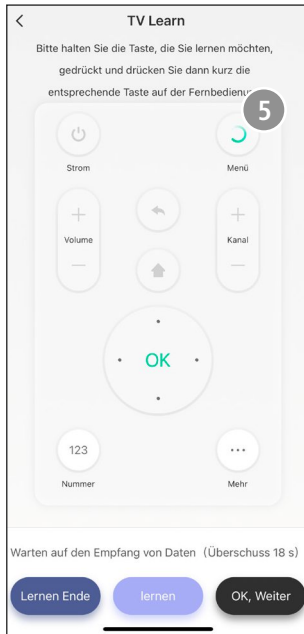 TV Learn
Bitte halten Sie die Taste, die Sie lernen möchten,
gedrückt und drücken Sie dann kurz die
entsprechende Taste auf der
5
Strom
Menü
+
+
Volume
Kanal
—
—
OK
123
...
Nummer
Mehr
Warten auf den Empfang von Daten (Überschuss 18 s)
Lernen Ende
lernen
OK, Weiter